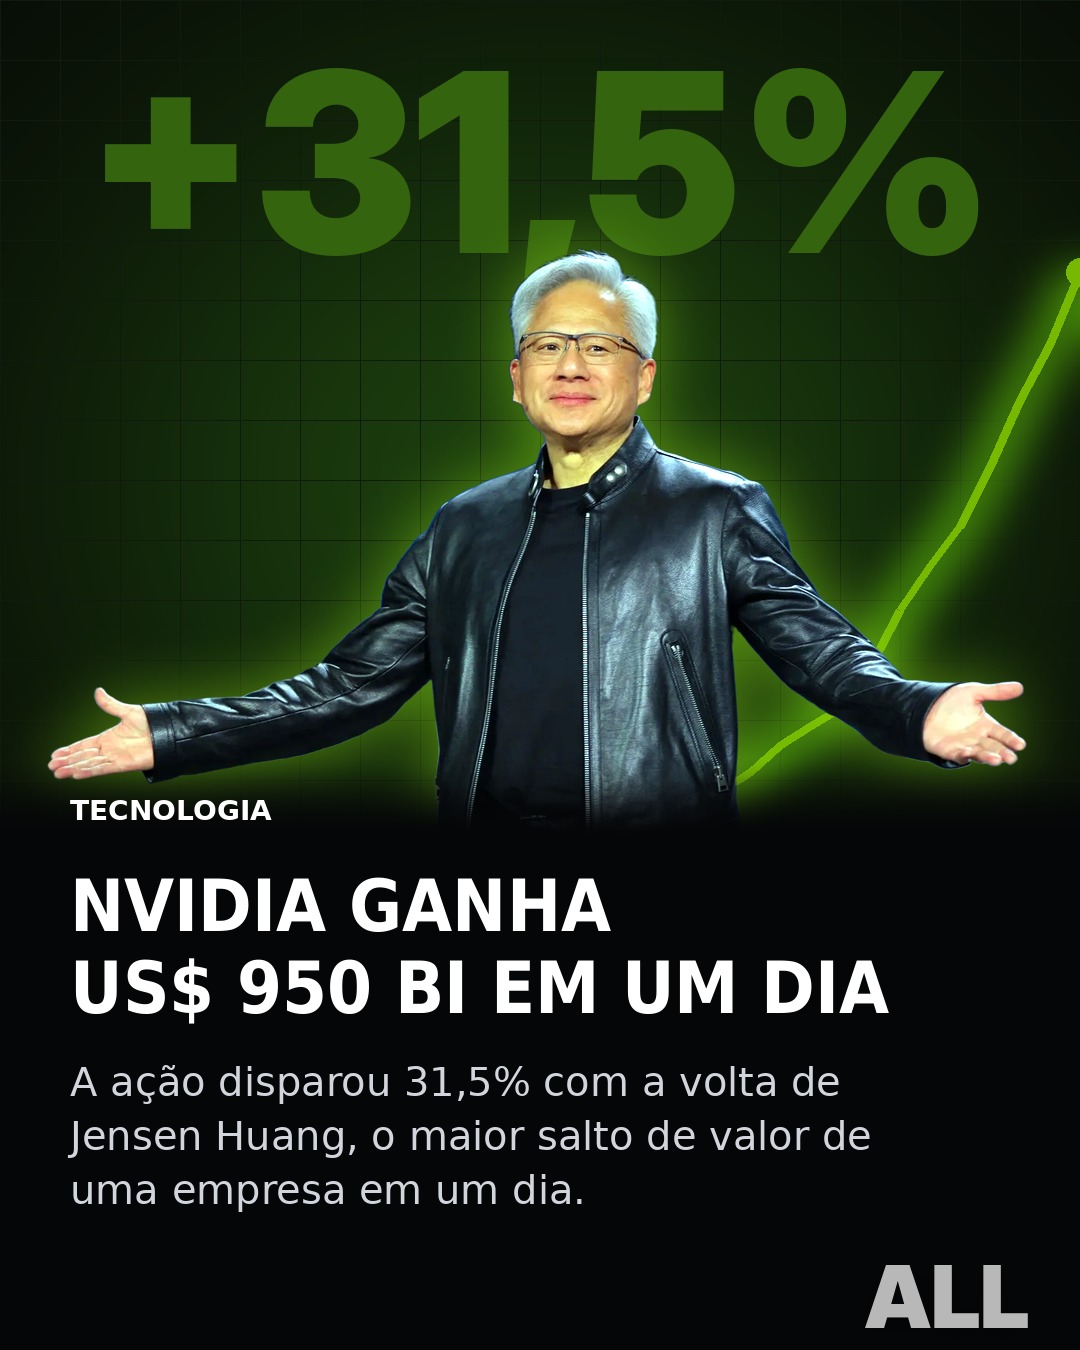 +31,5%
TECNOLOGIA
NVIDIA GANHA
US$ 950 BI EM UM DIA
A ação disparou 31,5% com a volta de
Jensen Huang, o maior salto de valor de
uma empresa em um dia.
ALL